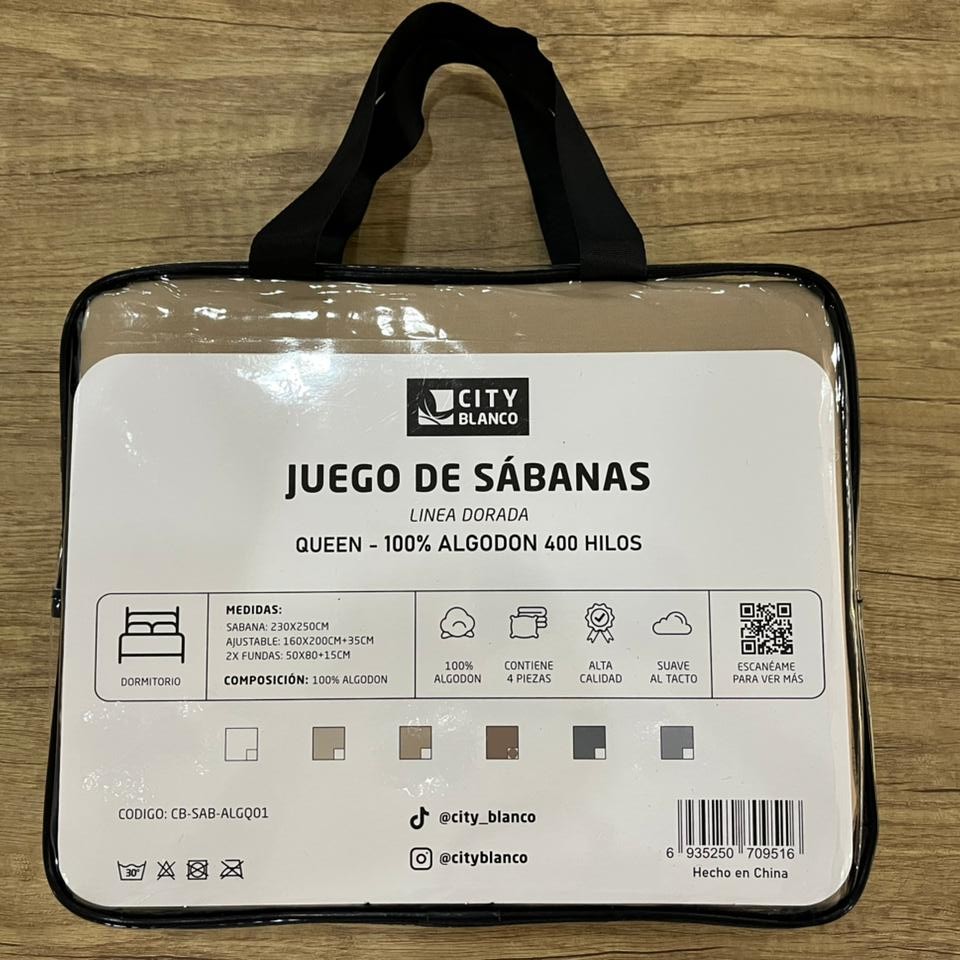 CITY
BLANCO
JUEGO DE SÁBANAS
LINEA DORADA
QUEEN - 100% ALGODON 400 HILOS
DORMITORIO
MEDIDAS:
SABANA: 230X250CM
AJUSTABLE: 160X200CM+35CM
2X FUNDAS: 50X80+15CM
COMPOSICIÓN: 100% ALGODON
100%
ALGODON
CONTIENE
4 PIEZAS
ALTA
CALIDAD
SUAVE
AL TACTO
ESCANÉAME
PARA VER MÁS
CODIGO: CB-SAB-ALGQ01
30°
@city_blanco
@cityblanco
6 935250 709516
Hecho en China